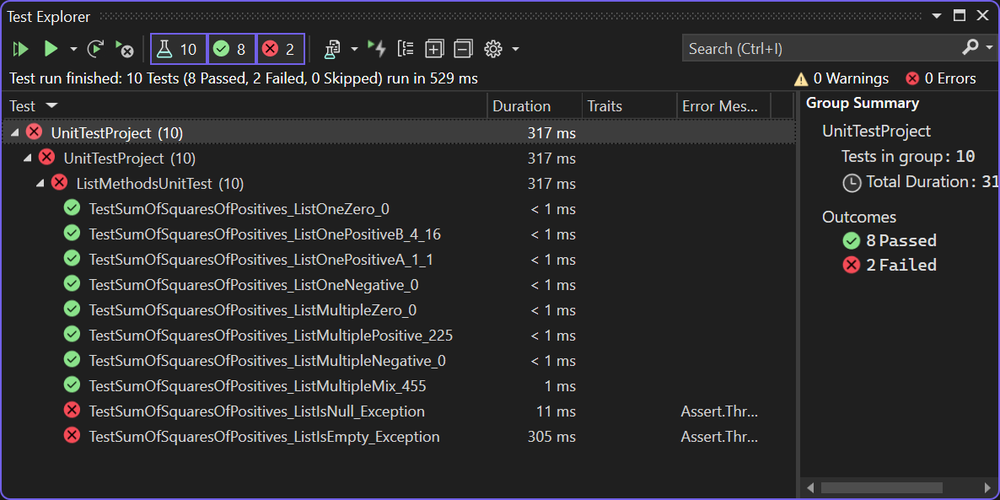 Test Explorer
10 8 2
Search (Ctrl+I)
Test run finished: 10 Tests (8 Passed, 2 Failed, 0 Skipped) run in 529 ms
0 Warnings 0 Errors
Test Duration Traits Error Mes...
UnitTestProject (10) 317 ms
UnitTestProject (10) 317 ms
ListMethodsUnitTest (10) 317 ms
TestSumOfSquaresOfPositives_ListOneZero_0 < 1 ms
TestSumOfSquaresOfPositives_ListOnePositiveB_4_16 < 1 ms
TestSumOfSquaresOfPositives_ListOnePositiveA_1_1 < 1 ms
TestSumOfSquaresOfPositives_ListOneNegative_0 < 1 ms
TestSumOfSquaresOfPositives_ListMultipleZero_0 < 1 ms
TestSumOfSquaresOfPositives_ListMultiplePositive_225 < 1 ms
TestSumOfSquaresOfPositives_ListMultipleNegative_0 < 1 ms
TestSumOfSquaresOfPositives_ListMultipleMix_455 1 ms
TestSumOfSquaresOfPositives_ListIsNull_Exception 11 ms Assert.Thr...
TestSumOfSquaresOfPositives_ListIsEmpty_Exception 305 ms Assert.Thr...
Group Summary
UnitTestProject
Tests in group: 10
Total Duration: 31
Outcomes
8 Passed
2 Failed